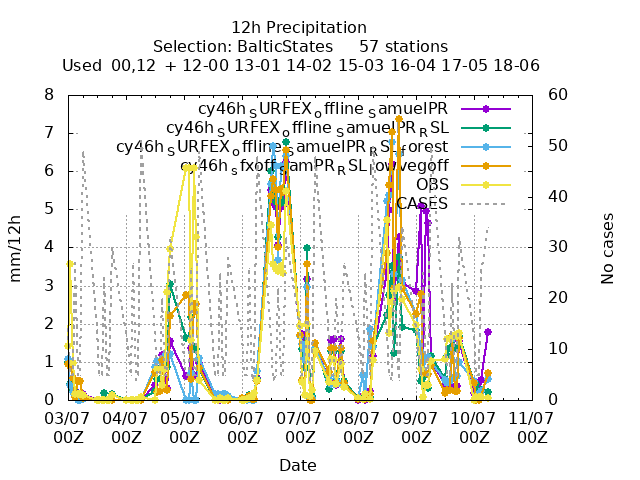 12h Precipitation
Selection: BalticStates 57 stations
Used 00,12 + 12-00 13-01 14-02 15-03 16-04 17-05 18-06
8 7 6 5 4 3 2 1 0
60 50 40 30 20 10 0
mm/12h
No cases
cy46h_SURFEX_offline_SamuelPR
cy46h_SURFEX_offline_SamuelPR_RSL
cy46h_SURFEX_offline_SamuelPR_RSL_forest
OBS
CASES
03/07 04/07 05/07 06/07 07/07 08/07 09/07 10/07 11/07
00Z 00Z 00Z 00Z 00Z 00Z 00Z 00Z 00Z
Date